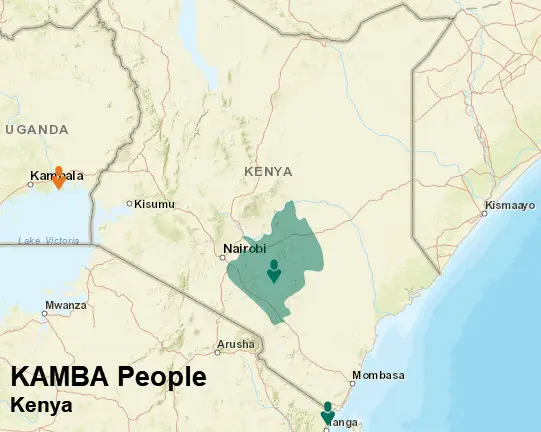 UGANDA
Kampala
KENYA
Kisumu
Kismaayo
Lake Victoria
Nairobi
Mwanza
Arusha
KAMBA People
Mombasa
Kenya
Tanga